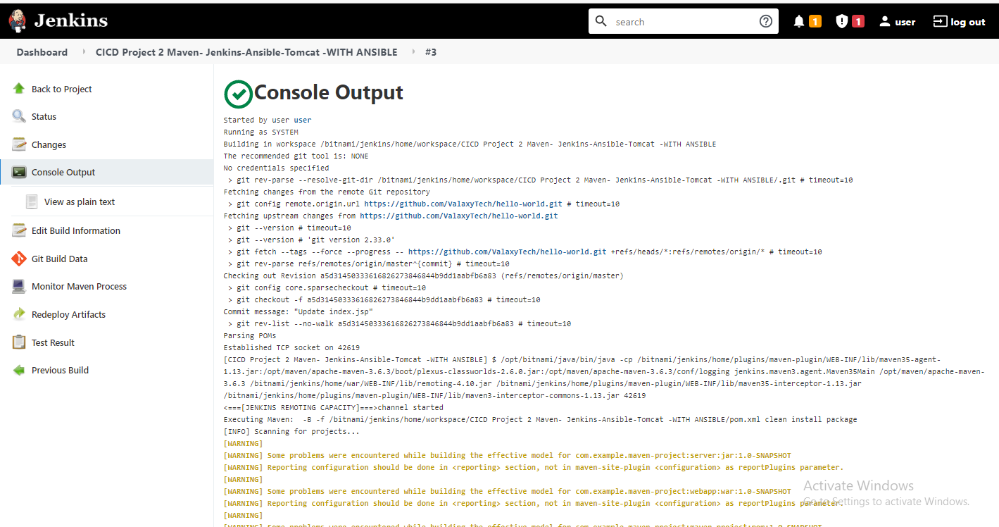 Jenkins
search
1
1
user
log out
Dashboard
CICD Project 2 Maven- Jenkins-Ansible-Tomcat -WITH ANSIBLE
#3
Back to Project
Status
Changes
Console Output
View as plain text
Edit Build Information
Git Build Data
Monitor Maven Process
Redeploy Artifacts
Test Result
Previous Build
Console Output
Started by user user
Running as SYSTEM
Building in workspace /bitnami/jenkins/home/workspace/CICD Project 2 Maven- Jenkins-Ansible-Tomcat -WITH ANSIBLE
The recommended git tool is: NONE
No credentials specified
> git rev-parse --resolve-git-dir /bitnami/jenkins/home/workspace/CICD Project 2 Maven- Jenkins-Ansible-Tomcat -WITH ANSIBLE/.git # timeout=10
Fetching changes from the remote Git repository
> git config remote.origin.url https://github.com/ValaxyTech/hello-world.git # timeout=10
Fetching upstream changes from https://github.com/ValaxyTech/hello-world.git
> git --version # timeout=10
> git --version # 'git version 2.33.0'
> git fetch --tags --force --progress -- https://github.com/ValaxyTech/hello-world.git +refs/heads/*:refs/remotes/origin/* # timeout=10
> git rev-parse refs/remotes/origin/master^{commit} # timeout=10
Checking out Revision a5d31450333616826273846844b9dd1aabfb6a83 (refs/remotes/origin/master)
> git config core.sparsecheckout # timeout=10
> git checkout -f a5d31450333616826273846844b9dd1aabfb6a83 # timeout=10
Commit message: "Update index.jsp"
> git rev-list --no-walk a5d31450333616826273846844b9dd1aabfb6a83 # timeout=10
Parsing POMs
Established TCP socket on 42619
[CICD Project 2 Maven- Jenkins-Ansible-Tomcat -WITH ANSIBLE] $ /opt/bitnami/java/bin/java -cp /bitnami/jenkins/home/plugins/maven-plugin/WEB-INF/lib/maven35-agent-
1.13.jar:/opt/maven/apache-maven-3.6.3/boot/plexus-classworlds-2.6.0.jar:/opt/maven/apache-maven-3.6.3/conf/logging jenkins.maven3.agent.Maven35Main /opt/maven/apache-maven-
3.6.3 /bitnami/jenkins/home/war/WEB-INF/lib/remoting-4.10.jar /bitnami/jenkins/home/plugins/maven-plugin/WEB-INF/lib/maven35-interceptor-1.13.jar
/bitnami/jenkins/home/plugins/maven-plugin/WEB-INF/lib/maven3-interceptor-commons-1.13.jar 42619
<===[JENKINS REMOTING CAPACITY]===>channel started
Executing Maven:  -B -f /bitnami/jenkins/home/workspace/CICD Project 2 Maven- Jenkins-Ansible-Tomcat -WITH ANSIBLE/pom.xml clean install package
[INFO] Scanning for projects...
[WARNING]
[WARNING] Some problems were encountered while building the effective model for com.example.maven-project:server:jar:1.0-SNAPSHOT
[WARNING] Reporting configuration should be done in <reporting> section, not in maven-site-plugin <configuration> as reportPlugins parameter.
[WARNING]
[WARNING] Some problems were encountered while building the effective model for com.example.maven-project:webapp:war:1.0-SNAPSHOT
[WARNING] Reporting configuration should be done in <reporting> section, not in maven-site-plugin <configuration> as reportPlugins parameter.
[WARNING]
[WARNING] Some problems were encountered while building the effective model for com.example.maven-project:maven-project:pom:1.0-SNAPSHOT
Activate Windows
Go to Settings to activate Windows.